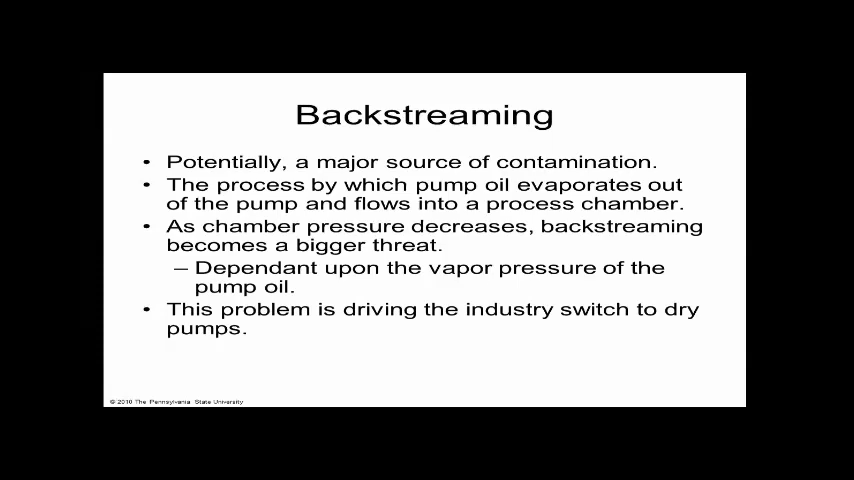 Backstreaming
• Potentially, a major source of contamination.
• The process by which pump oil evaporates out
of the pump and flows into a process chamber.
• As chamber pressure decreases, backstreaming
becomes a bigger threat.
– Dependant upon the vapor pressure of the
pump oil.
• This problem is driving the industry switch to dry
pumps.
© 2010 The Pennsylvania State University